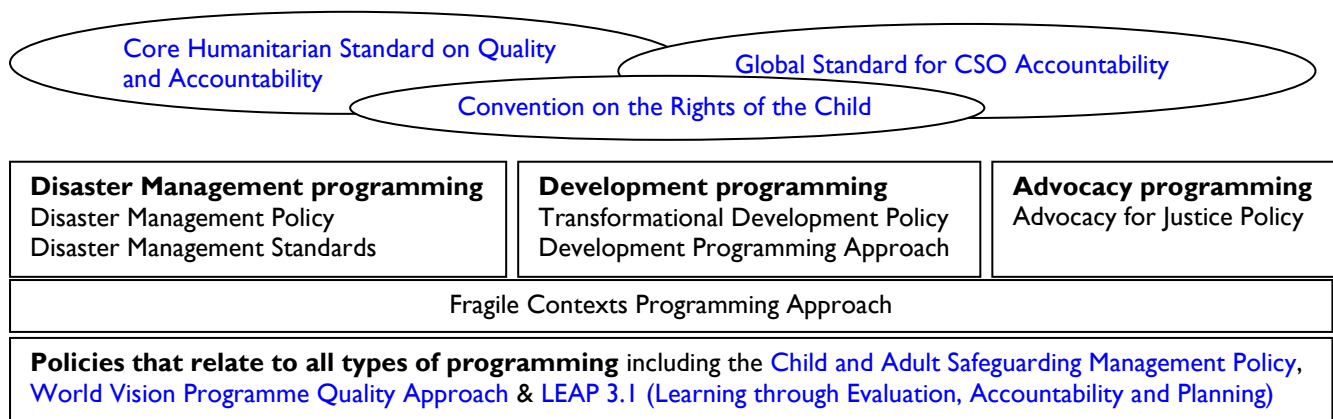 Core Humanitarian Standard on Quality
and Accountability
Global Standard for CSO Accountability
Convention on the Rights of the Child
Disaster Management programming
Disaster Management Policy
Disaster Management Standards
Development programming
Transformational Development Policy
Development Programming Approach
Advocacy programming
Advocacy for Justice Policy
Fragile Contexts Programming Approach
Policies that relate to all types of programming including the Child and Adult Safeguarding Management Policy,
World Vision Programme Quality Approach & LEAP 3.1 (Learning through Evaluation, Accountability and Planning)